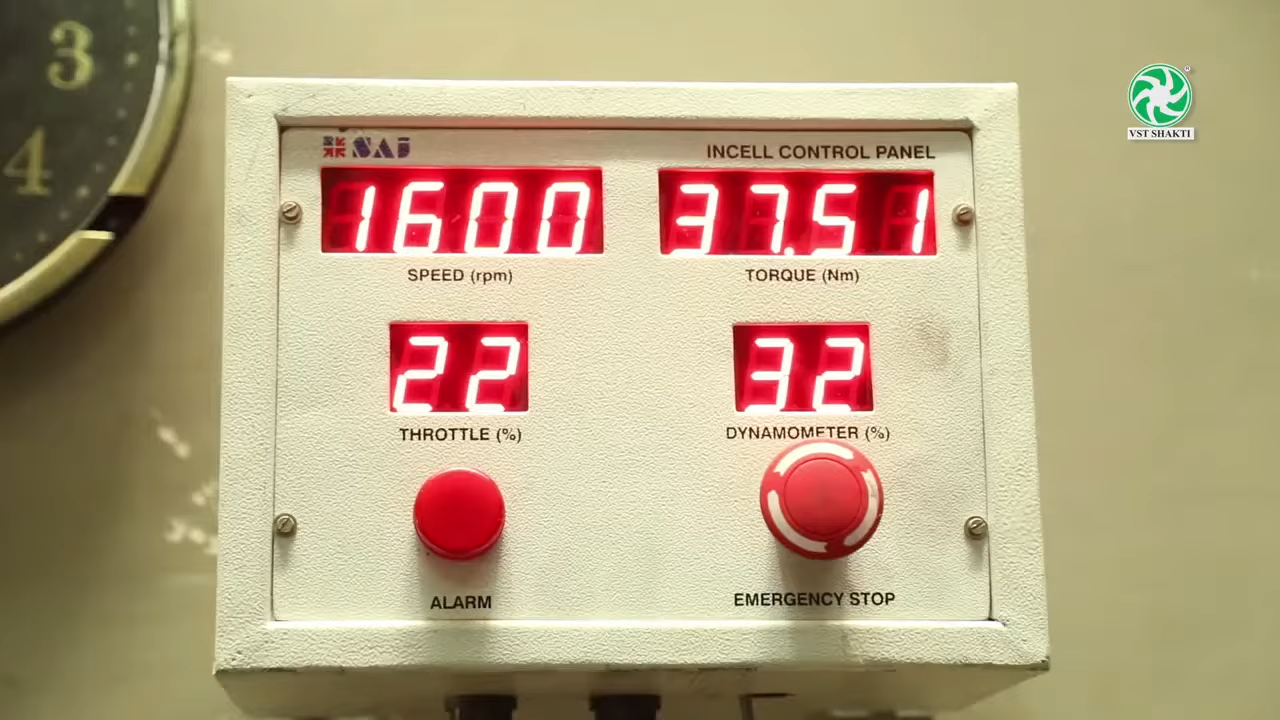 3
4
VST SHAKTI
SAJ INCELL CONTROL PANEL
1600 37.51
SPEED (rpm) TORQUE (Nm)
22 32
THROTTLE (%) DYNAMOMETER (%)
ALARM EMERGENCY STOP